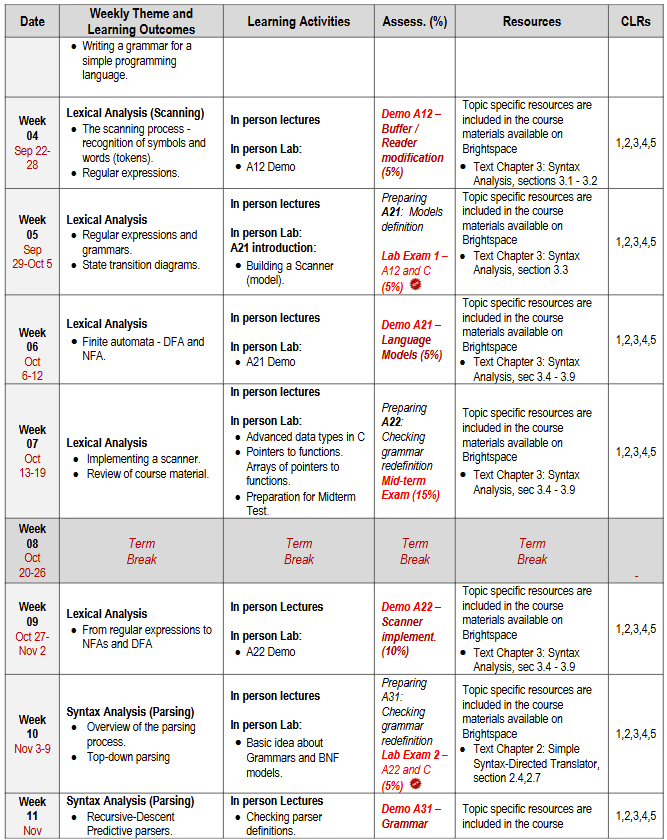 Date
Weekly Theme and
Learning Outcomes
Learning Activities
Assess. (%)
Resources
CLRs
• Writing a grammar for a
simple programming
language.
Week
04
Sep 22-
28
Lexical Analysis (Scanning)
• The scanning process -
recognition of symbols and
words (tokens).
• Regular expressions.
In person lectures
In person Lab:
• A12 Demo
Demo A12 –
Buffer /
Reader
modification
(5%)
Topic specific resources are
included in the course
materials available on
Brightspace
• Text Chapter 3: Syntax
Analysis, sections 3.1 - 3.2
1,2,3,4,5
Week
05
Sep
29-Oct 5
Lexical Analysis
• Regular expressions and
grammars.
• State transition diagrams.
In person lectures
In person Lab:
A21 introduction:
• Building a Scanner
(model).
Preparing
A21: Models
definition
Lab Exam 1 –
A12 and C
(5%)
Topic specific resources are
included in the course
materials available on
Brightspace
• Text Chapter 3: Syntax
Analysis, section 3.3
1,2,3,4,5
Week
06
Oct
6-12
Lexical Analysis
• Finite automata - DFA and
NFA.
In person lectures
In person Lab:
• A21 Demo
Demo A21 –
Language
Models (5%)
Topic specific resources are
included in the course
materials available on
Brightspace
• Text Chapter 3: Syntax
Analysis, sec 3.4 - 3.9
1,2,3,4,5
Week
07
Oct
13-19
Lexical Analysis
• Implementing a scanner.
• Review of course material.
In person lectures
In person Lab:
• Advanced data types in C
• Pointers to functions.
Arrays of pointers to
functions.
• Preparation for Midterm
Test.
Preparing
A22:
Checking
grammar
redefinition
Mid-term
Exam (15%)
Topic specific resources are
included in the course
materials available on
Brightspace
• Text Chapter 3: Syntax
Analysis, sec 3.4 - 3.9
1,2,3,4,5
Week
08
Oct
20-26
Term
Break
Term
Break
Term
Break
Term
Break
-
Week
09
Oct 27-
Nov 2
Lexical Analysis
• From regular expressions to
NFAs and DFA
In person Lectures
In person Lab:
• A22 Demo
Demo A22 –
Scanner
implement.
(10%)
Topic specific resources are
included in the course
materials available on
Brightspace
• Text Chapter 3: Syntax
Analysis, sec 3.4 - 3.9
1,2,3,4,5
Week
10
Nov 3-9
Syntax Analysis (Parsing)
• Overview of the parsing
process.
• Top-down parsing
In person lectures
In person Lab:
• Basic idea about
Grammars and BNF
models.
Preparing
A31:
Checking
grammar
redefinition
Lab Exam 2 –
A22 and C
(5%)
Topic specific resources are
included in the course
materials available on
Brightspace
• Text Chapter 2: Simple
Syntax-Directed Translator,
section 2.4,2.7
1,2,3,4,5
Week
11
Nov
Syntax Analysis (Parsing)
• Recursive-Descent
Predictive parsers.
In person Lectures
• Checking parser
definitions.
Demo A31 –
Grammar
Topic specific resources are
included in the course
1,2,3,4,5